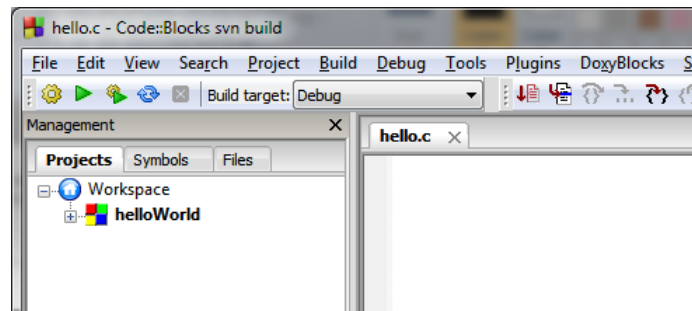 hello.c - Code::Blocks svn build
File Edit View Search Project Build Debug Tools Plugins DoxyBlocks S
Build target: Debug
Management
hello.c
Projects Symbols Files
Workspace
helloWorld